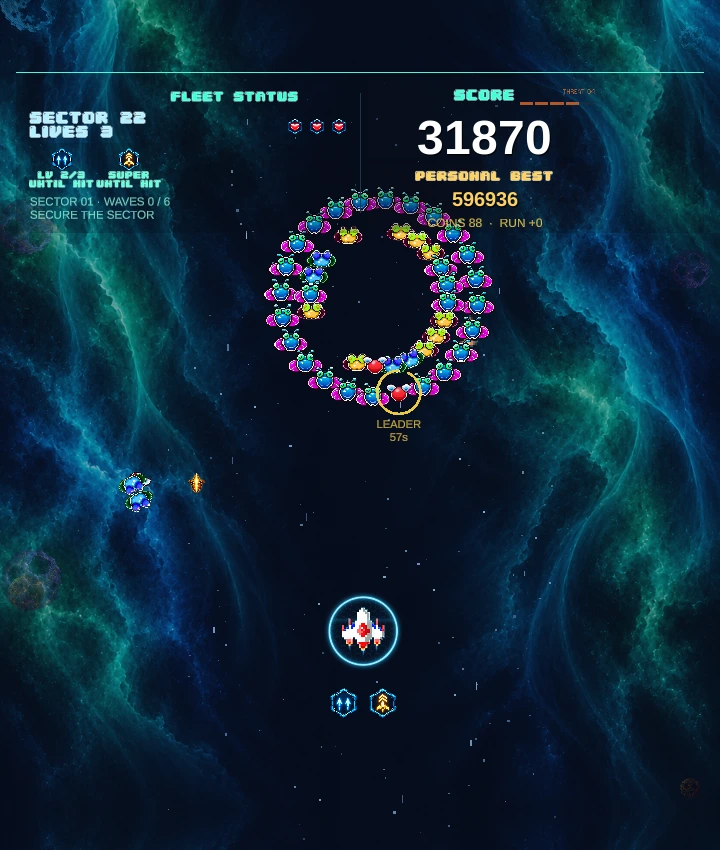 FLEET STATUS
SECTOR 22
LIVES 3
LV 2/3 SUPER
UNTIL HIT UNTIL HIT
SECTOR 01 · WAVES 0 / 6
SECURE THE SECTOR
SCORE
31870
PERSONAL BEST
596936
COINS 88 · RUN +0
LEADER
57s